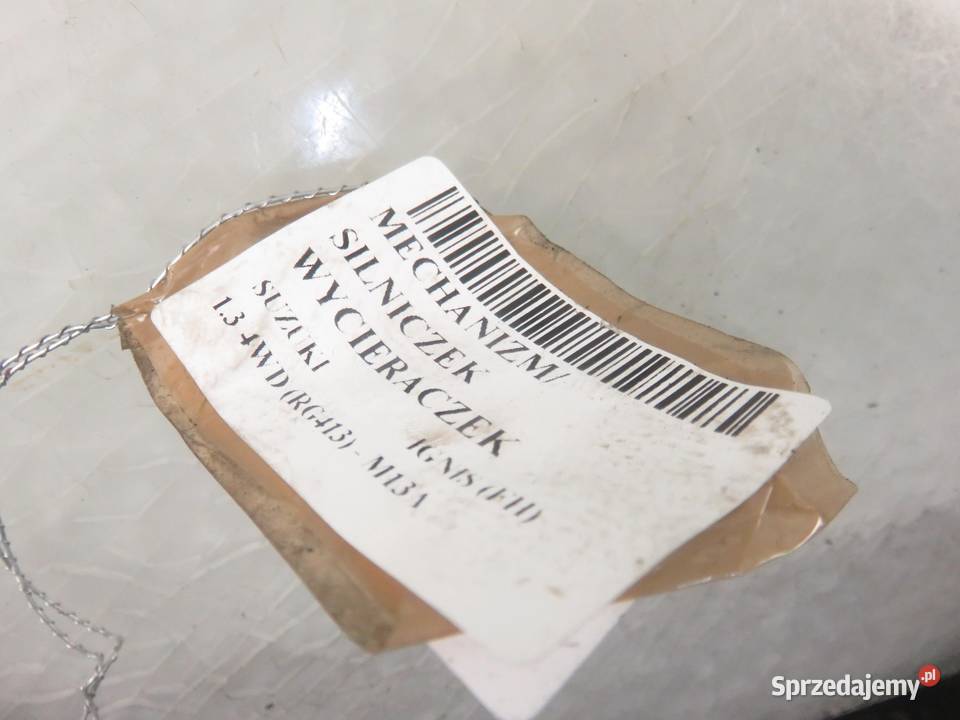 MECHANIZM/
SILNICZEK
WYCIERACZEK
SUZUKI IGNIS (FH)
1.3 4WD (RG413) - M13A
Sprzedajemy.pl